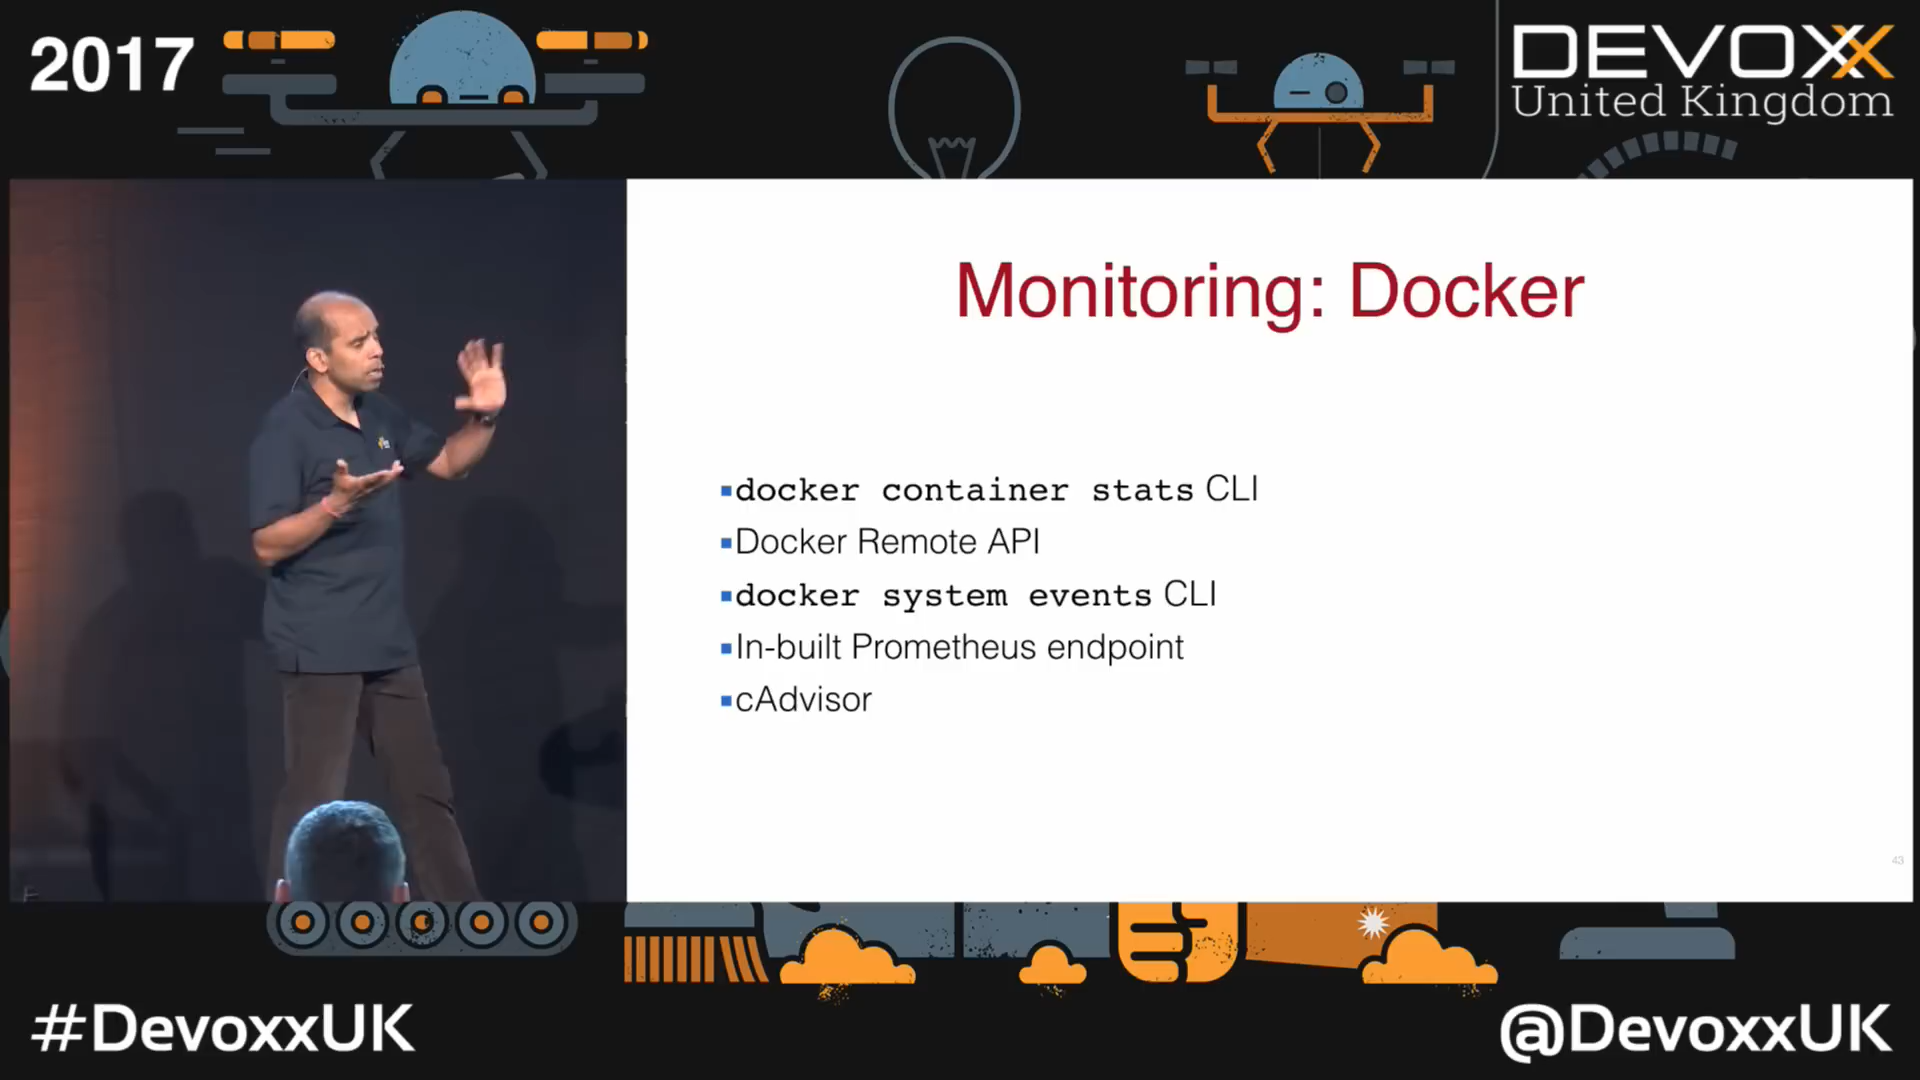 2017
DEVOXX
United Kingdom
Monitoring: Docker
docker container stats CLI
Docker Remote API
docker system events CLI
In-built Prometheus endpoint
cAdvisor
43
#DevoxxUK
@DevoxxUK